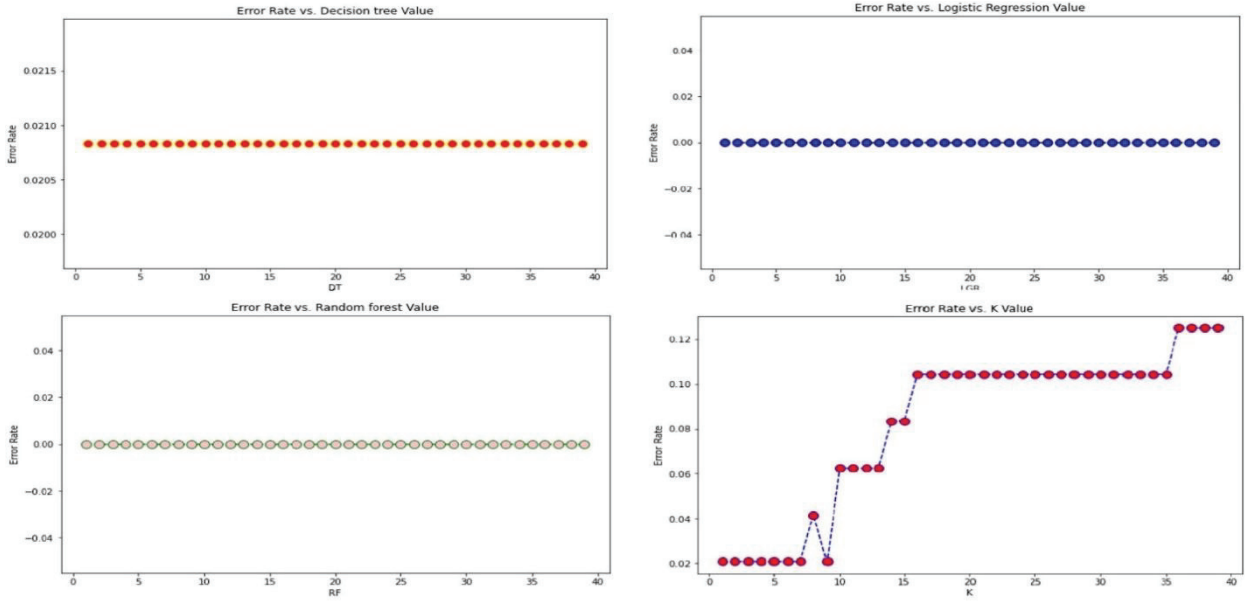 Error Rate vs. Decision tree Value
Error Rate
0.0215
0.0210
0.0205
0.0200
0 5 10 15 20 25 30 35 40
DT
Error Rate vs. Logistic Regression Value
Error Rate
0.04
0.02
0.00
−0.02
−0.04
0 5 10 15 20 25 30 35 40
LGR
Error Rate vs. Random forest Value
Error Rate
0.04
0.02
0.00
−0.02
−0.04
0 5 10 15 20 25 30 35 40
RF
Error Rate vs. K Value
Error Rate
0.12
0.10
0.08
0.06
0.04
0.02
0 5 10 15 20 25 30 35 40
K